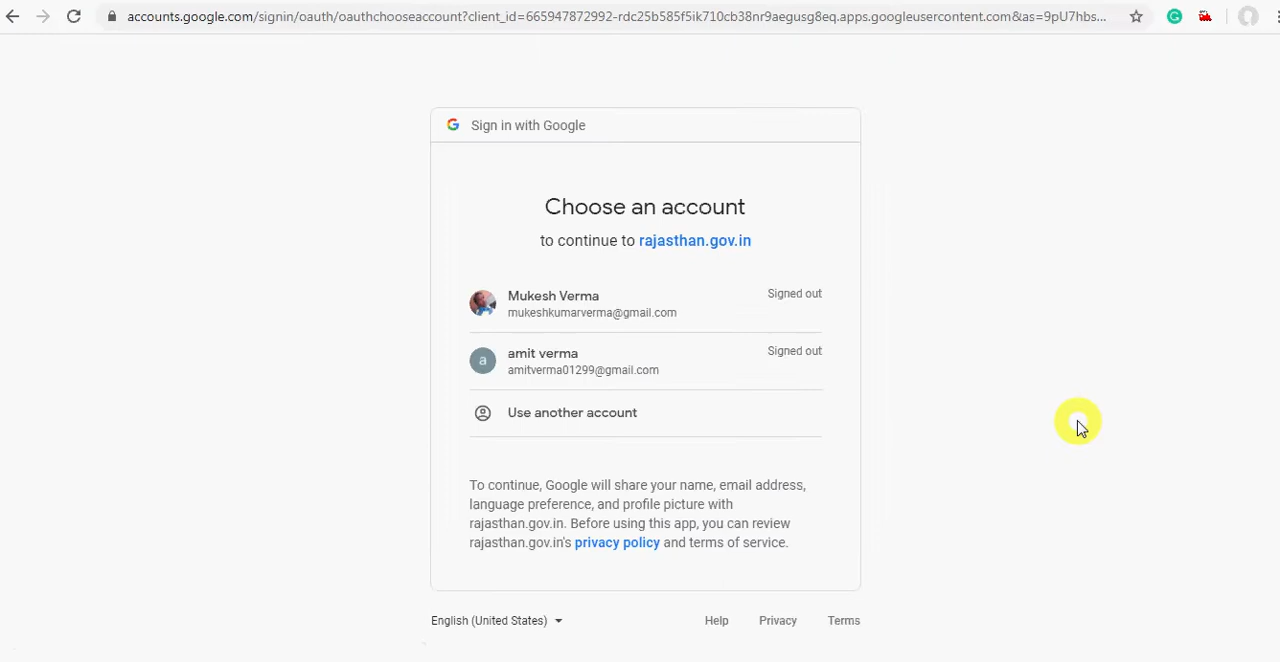 accounts.google.com/signin/oauth/oauthchooseaccount?client_id=665947872992-rdc25b585f5ik710cb38nr9aegusg8eq.apps.googleusercontent.com&as=9pU7hbs...
Sign in with Google
Choose an account
to continue to rajasthan.gov.in
Mukesh Verma
Signed out
mukeshkumarverma@gmail.com
a
amit verma
Signed out
amitverma01299@gmail.com
Use another account
To continue, Google will share your name, email address,
language preference, and profile picture with
rajasthan.gov.in. Before using this app, you can review
rajasthan.gov.in's privacy policy and terms of service.
English (United States)
Help
Privacy
Terms